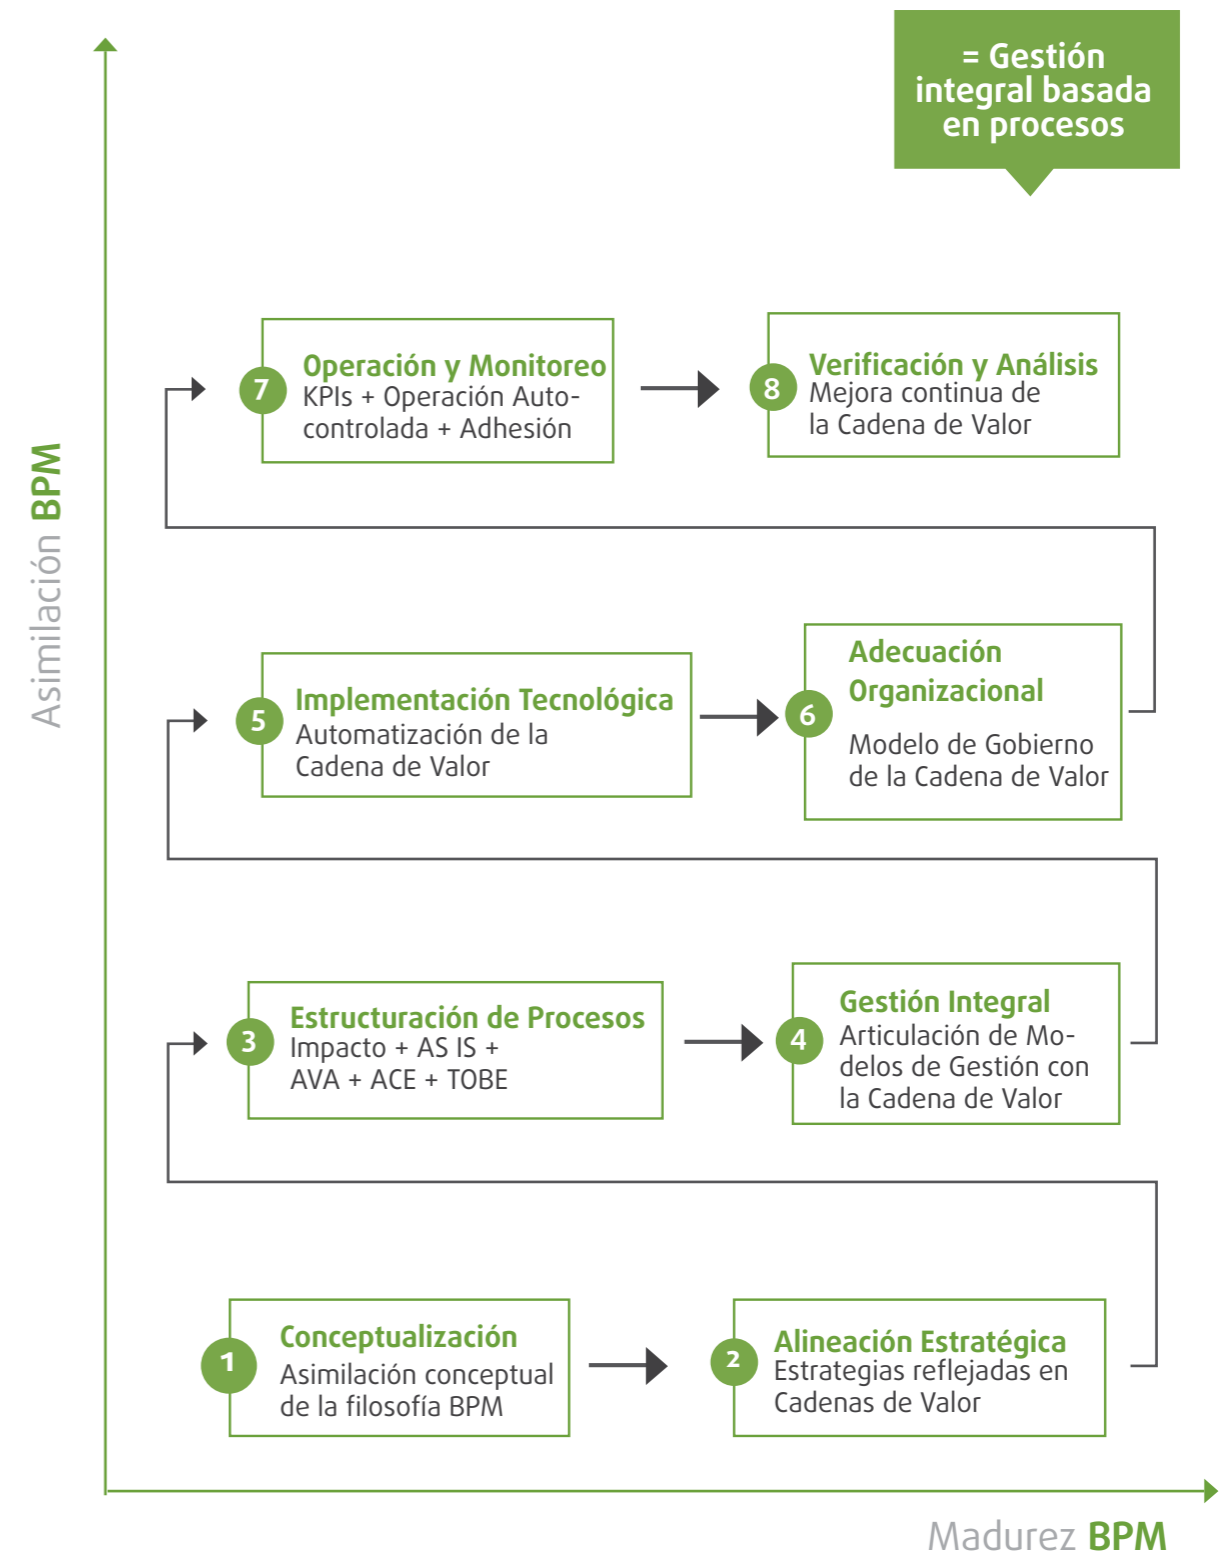 = Gestión
integral basada
en procesos
7
Operación y Monitoreo
KPIs + Operación Auto-
controlada + Adhesión
8
Verificación y Análisis
Mejora continua de
la Cadena de Valor
Asimilación BPM
5
Implementación Tecnológica
Automatización de la
Cadena de Valor
6
Adecuación
Organizacional
Modelo de Gobierno
de la Cadena de Valor
3
Estructuración de Procesos
Impacto + AS IS +
AVA + ACE + TOBE
4
Gestión Integral
Articulación de Mo-
delos de Gestión con
la Cadena de Valor
1
Conceptualización
Asimilación conceptual
de la filosofía BPM
2
Alineación Estratégica
Estrategias reflejadas en
Cadenas de Valor
Madurez BPM